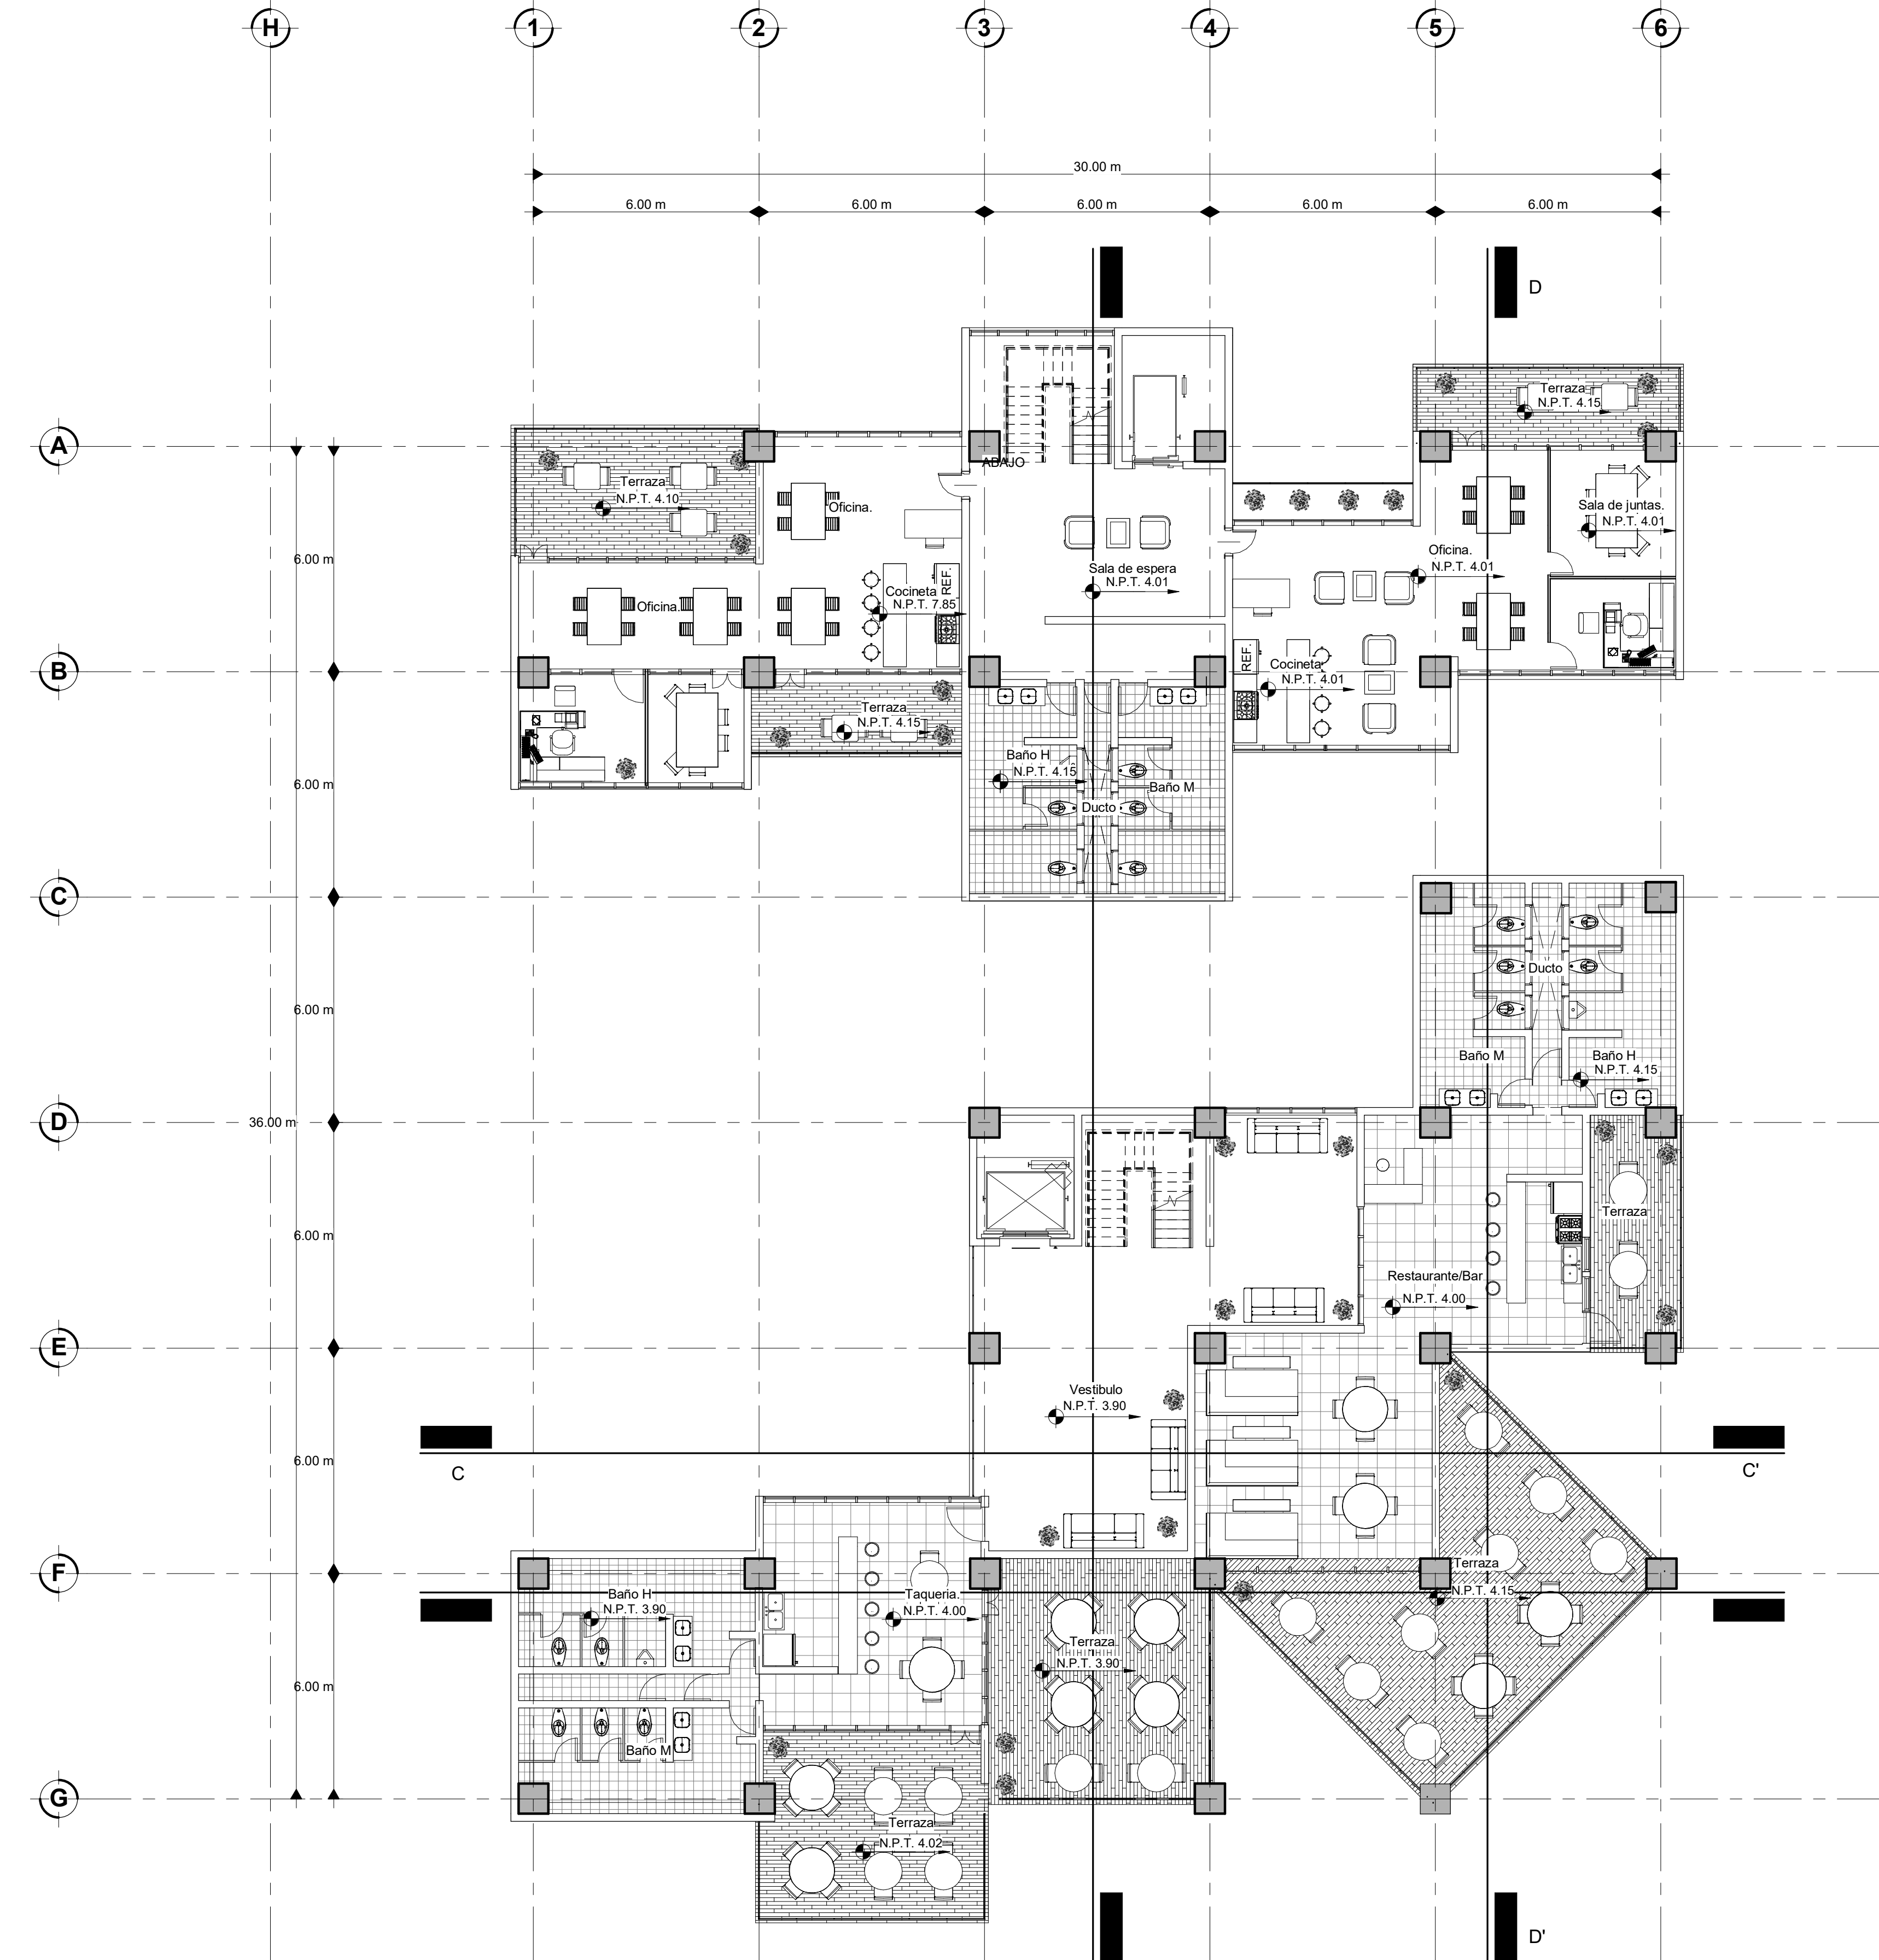 H 1 2 3 4 5 6
30.00 m
6.00 m 6.00 m 6.00 m 6.00 m 6.00 m
D
Terraza
N.P.T. 4.15
A
ABAJO
Terraza
N.P.T. 4.10
Oficina.
Sala de juntas.
N.P.T. 4.01
6.00 m
Oficina.
N.P.T. 4.01
Sala de espera
N.P.T. 4.01
REF.
Cocineta
N.P.T. 7.85
Oficina.
B
REF.
Cocineta
N.P.T. 4.01
Terraza
N.P.T. 4.15
Baño H
N.P.T. 4.15
6.00 m
Baño M
Ducto
C
Ducto
6.00 m
Baño M
Baño H
N.P.T. 4.15
D
36.00 m
Terraza
6.00 m
Restaurante/Bar
N.P.T. 4.00
E
Vestibulo
N.P.T. 3.90
6.00 m
C
C'
F
Terraza
N.P.T. 4.15
Baño H
N.P.T. 3.90
Taqueria.
N.P.T. 4.00
Terraza
N.P.T. 3.90
6.00 m
Baño M
G
Terraza
N.P.T. 4.02
D'